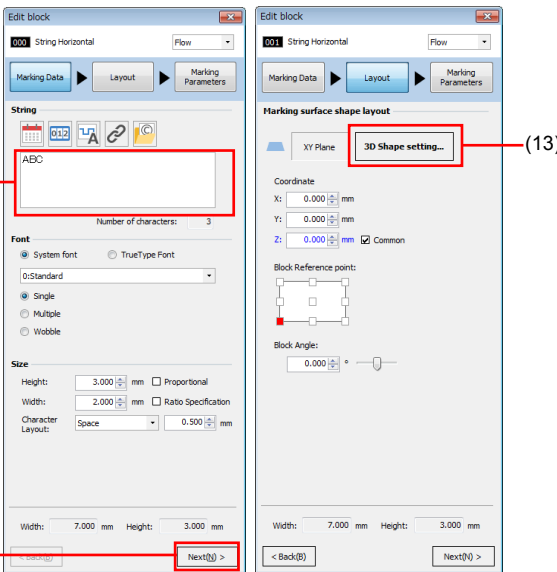 Edit block
000 String Horizontal Flow
Marking Data Layout Marking Parameters
String
012 A ©
ABC
Number of characters: 3
Font
System font TrueType Font
0:Standard
Single
Multiple
Wobble
Size
Height: 3.000 mm Proportional
Width: 2.000 mm Ratio Specification
Character Layout: Space 0.500 mm
Width: 7.000 mm Height: 3.000 mm
< Back(B) Next(N) >
Edit block
001 String Horizontal Flow
Marking Data Layout Marking Parameters
Marking surface shape layout
XY Plane 3D Shape setting... (13)
Coordinate
X: 0.000 mm
Y: 0.000 mm
Z: 0.000 mm Common
Block Reference point:
Block Angle:
0.000 °
Width: 7.000 mm Height: 3.000 mm
< Back(B) Next(N) >